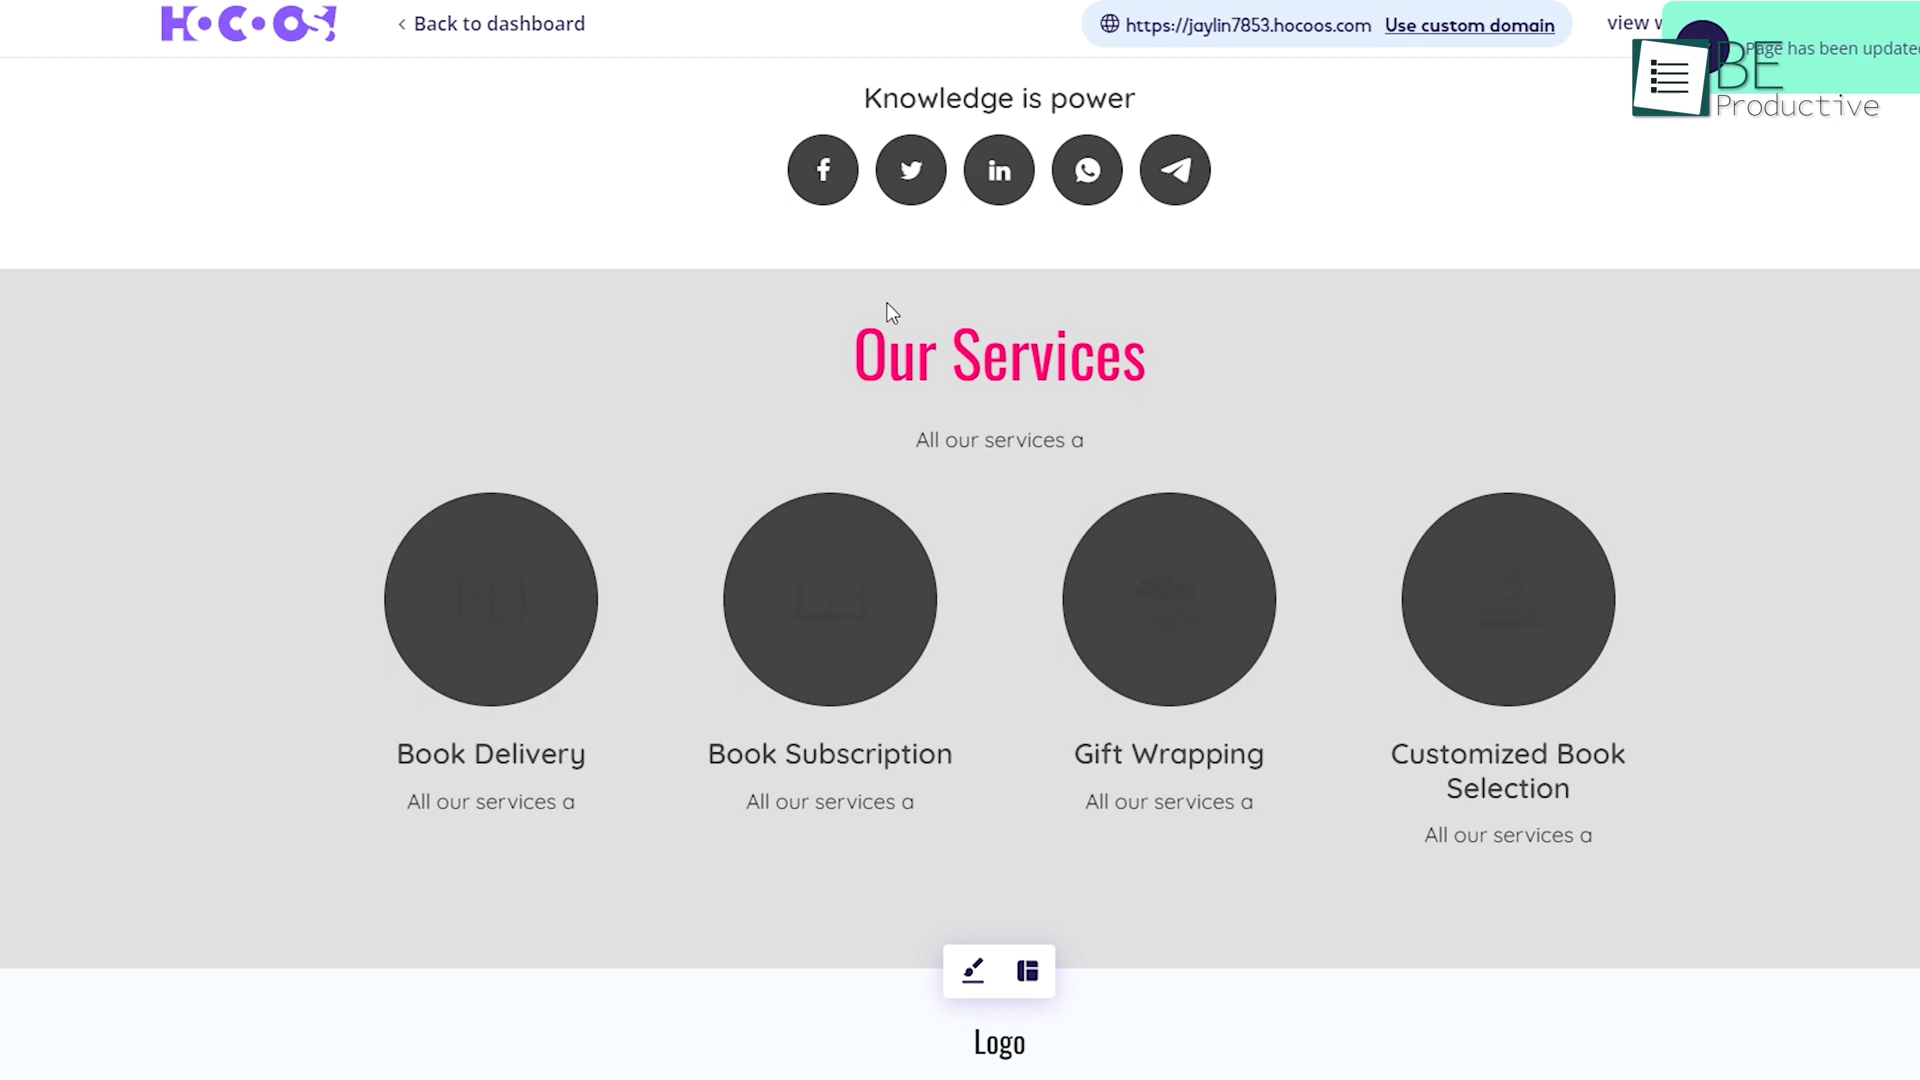 HOCOOS!
Back to dashboard
https://jaylin7853.hocoos.com
Use custom domain
view
Page has been updated
BE
Productive
Knowledge is power
Our Services
All our services a
Book Delivery
All our services a
Book Subscription
All our services a
Gift Wrapping
All our services a
Customized Book
Selection
All our services a
Logo